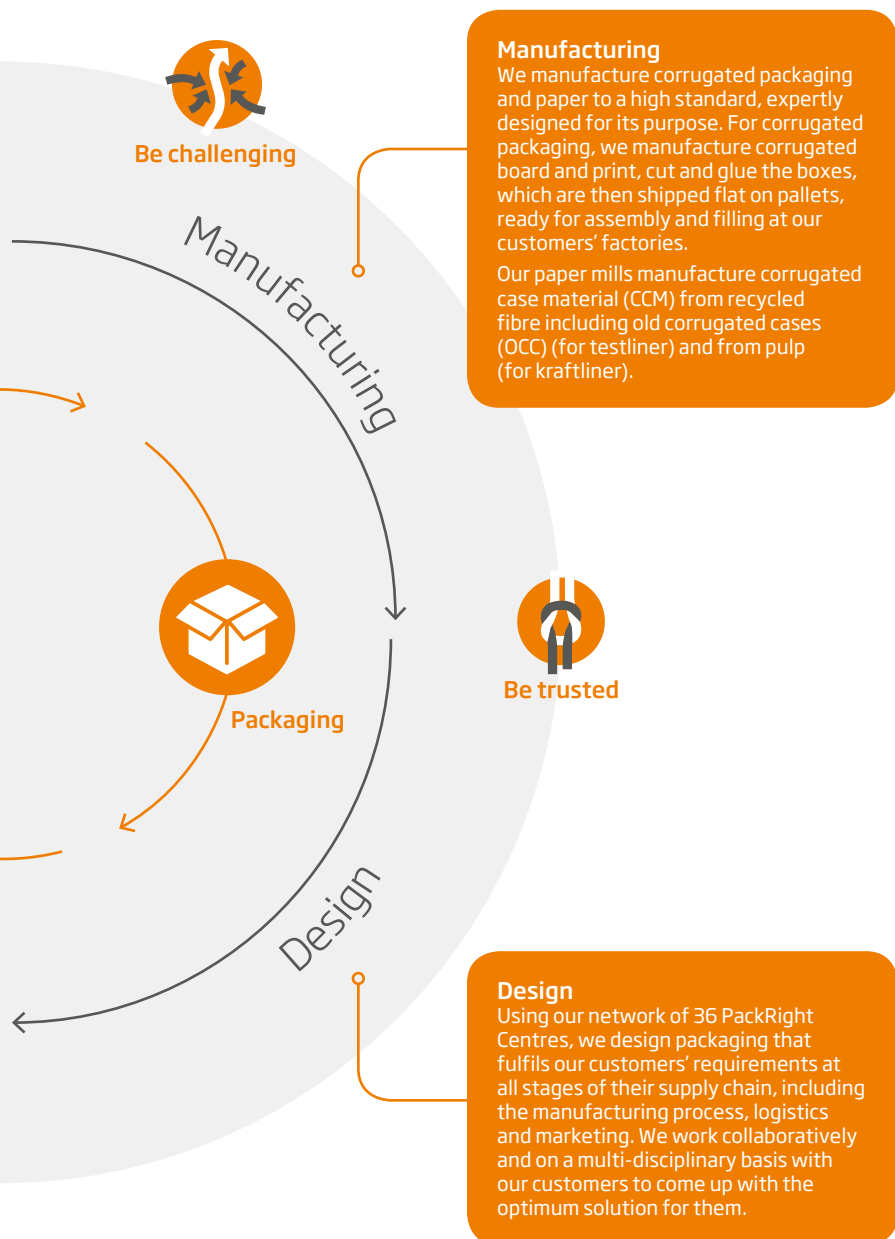 Be challenging
Manufacturing
Packaging
Be trusted
Design
Manufacturing
We manufacture corrugated packaging
and paper to a high standard, expertly
designed for its purpose. For corrugated
packaging, we manufacture corrugated
board and print, cut and glue the boxes,
which are then shipped flat on pallets,
ready for assembly and filling at our
customers’ factories.
Our paper mills manufacture corrugated
case material (CCM) from recycled
fibre including old corrugated cases
(OCC) (for testliner) and from pulp
(for kraftliner).
Design
Using our network of 36 PackRight
Centres, we design packaging that
fulfils our customers’ requirements at
all stages of their supply chain, including
the manufacturing process, logistics
and marketing. We work collaboratively
and on a multi-disciplinary basis with
our customers to come up with the
optimum solution for them.